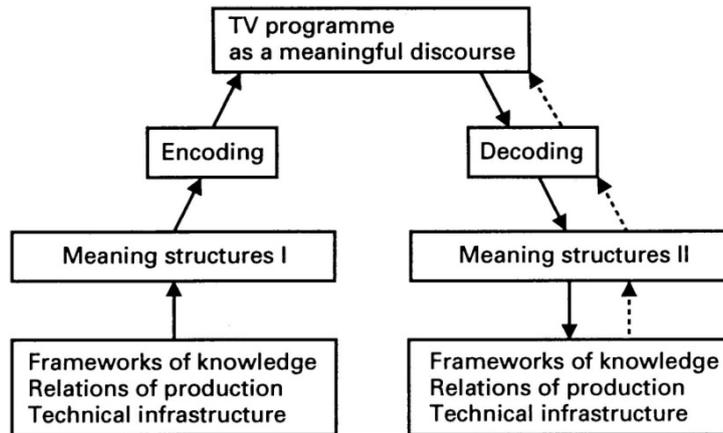 TV programme
as a meaningful discourse
Encoding
Decoding
Meaning structures I
Meaning structures II
Frameworks of knowledge
Relations of production
Technical infrastructure
Frameworks of knowledge
Relations of production
Technical infrastructure